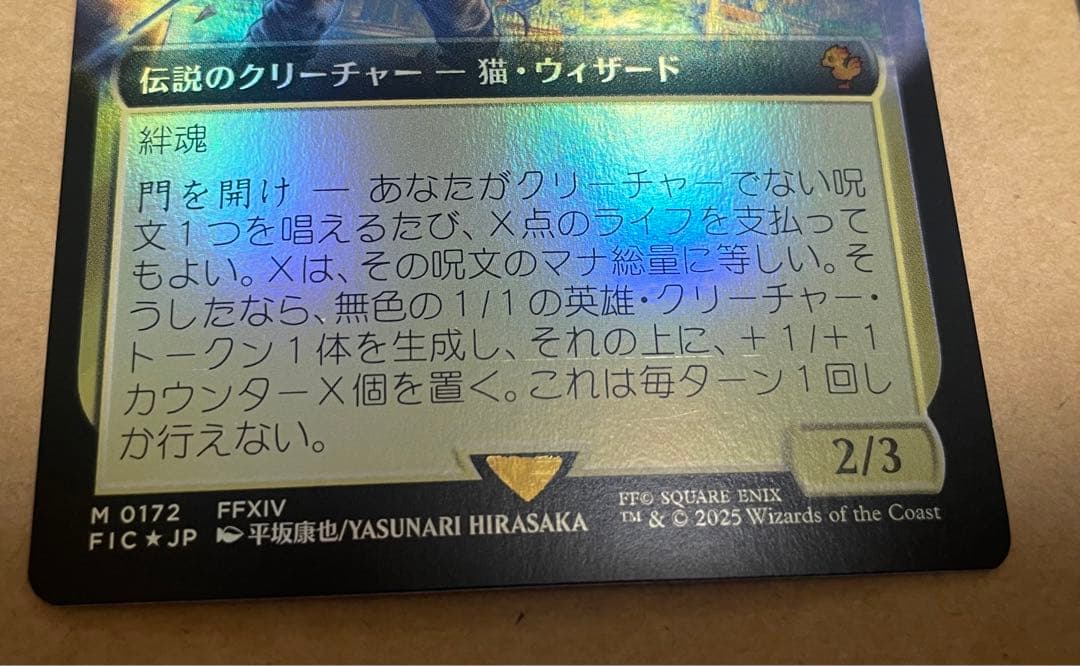 伝説のクリーチャー ― 猫・ウィザード
絆魂
門を開け ― あなたがクリーチャーでない呪
文１つを唱えるたび、Ｘ点のライフを支払って
もよい。Ｘは、その呪文のマナ総量に等しい。そ
うしたなら、無色の１/１の英雄・クリーチャー・
トークン１体を生成し、それの上に、＋１/＋１
カウンターＸ個を置く。これは毎ターン１回し
か行えない。
2/3
M 0172 FFXIV
FIC★JP 平坂康也/YASUNARI HIRASAKA
FF© SQUARE ENIX
™ & © 2025 Wizards of the Coast